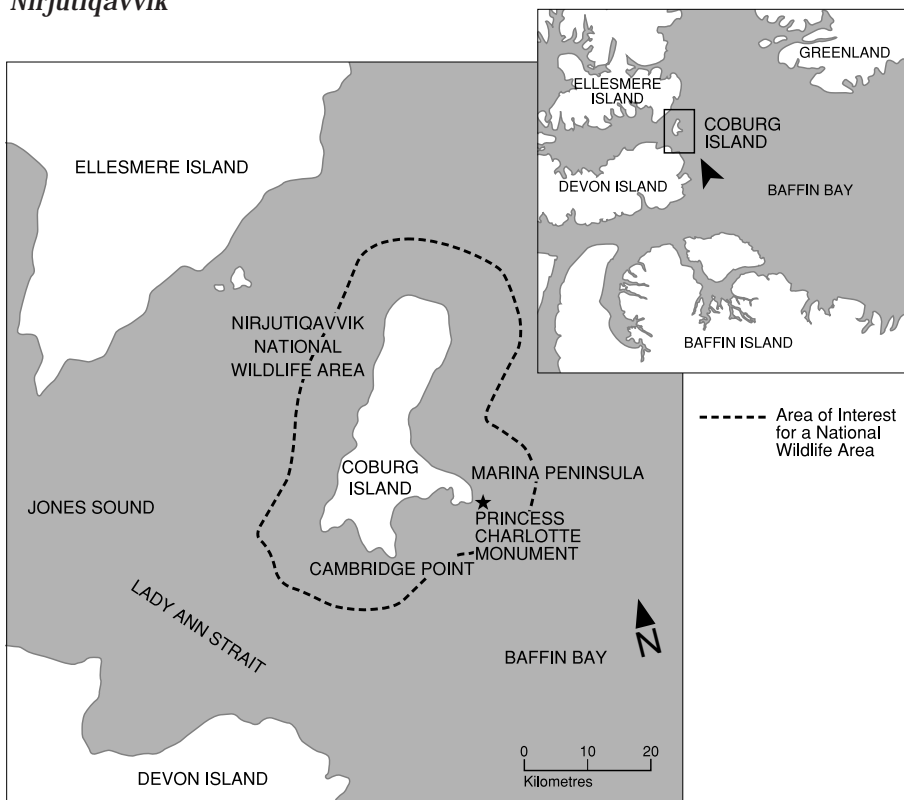 Nirjutiqavvik
GREENLAND
ELLESMERE
ISLAND
COBURG
ISLAND
DEVON ISLAND
BAFFIN BAY
BAFFIN ISLAND
ELLESMERE ISLAND
NIRJUTIQAVVIK
NATIONAL
WILDLIFE AREA
Area of Interest
for a National
Wildlife Area
COBURG
ISLAND
MARINA PENINSULA
JONES SOUND
PRINCESS
CHARLOTTE
MONUMENT
CAMBRIDGE POINT
LADY ANN STRAIT
N
BAFFIN BAY
0 10 20
Kilometres
DEVON ISLAND